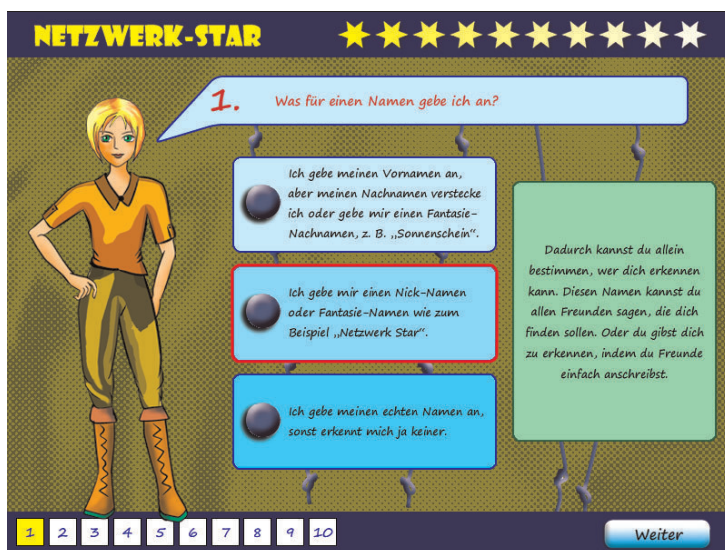 NETZWERK-STAR
1. Was für einen Namen gebe ich an?
Ich gebe meinen Vornamen an,
aber meinen Nachnamen verstecke
ich oder gebe mir einen Fantasie-
Nachnamen, z. B. „Sonnenschein“.
Ich gebe mir einen Nick-Namen
oder Fantasie-Namen wie zum
Beispiel „Netzwerk Star“.
Ich gebe meinen echten Namen an,
sonst erkennt mich ja keiner.
Dadurch kannst du allein
bestimmen, wer dich erkennen
kann. Diesen Namen kannst du
allen Freunden sagen, die dich
finden sollen. Oder du gibst dich
zu erkennen, indem du Freunde
einfach anschreibst.
1 2 3 4 5 6 7 8 9 10
Weiter